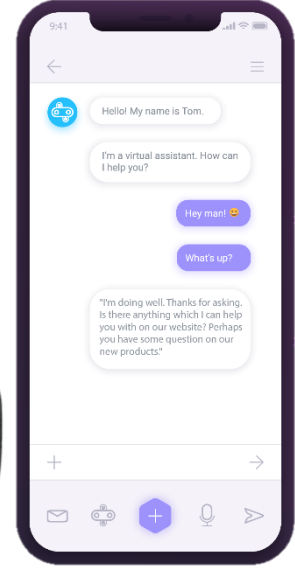 9:41
Hello! My name is Tom.
I'm a virtual assistant. How can
I help you?
Hey man! 😄
What's up?
"I'm doing well. Thanks for asking.
Is there anything which I can help
you with on our website? Perhaps
you have some question on our
new products."